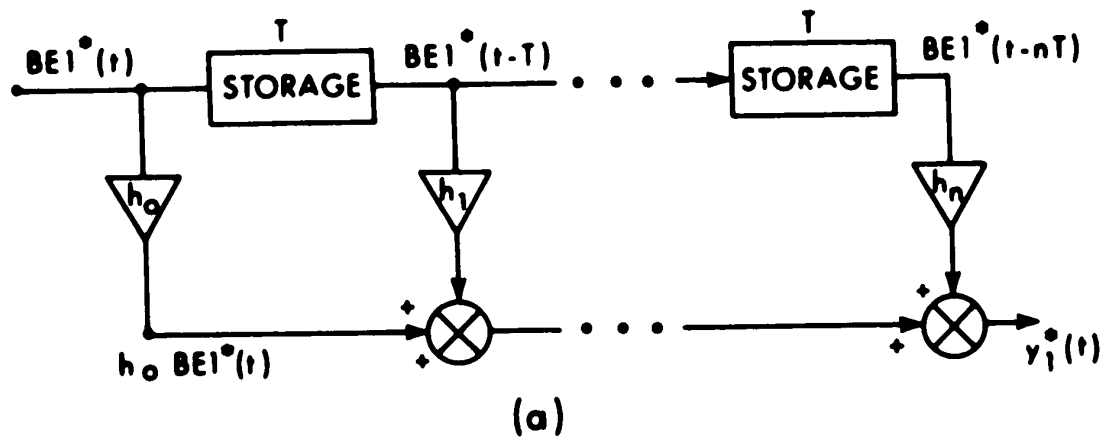 T
T
BE1*(t)
STORAGE
BE1*(t-T)
• • •
STORAGE
BE1*(t-nT)
h₀
h₁
hₙ
+
+
+
+
• • •
h₀ BE1*(t)
y₁*(t)
(a)